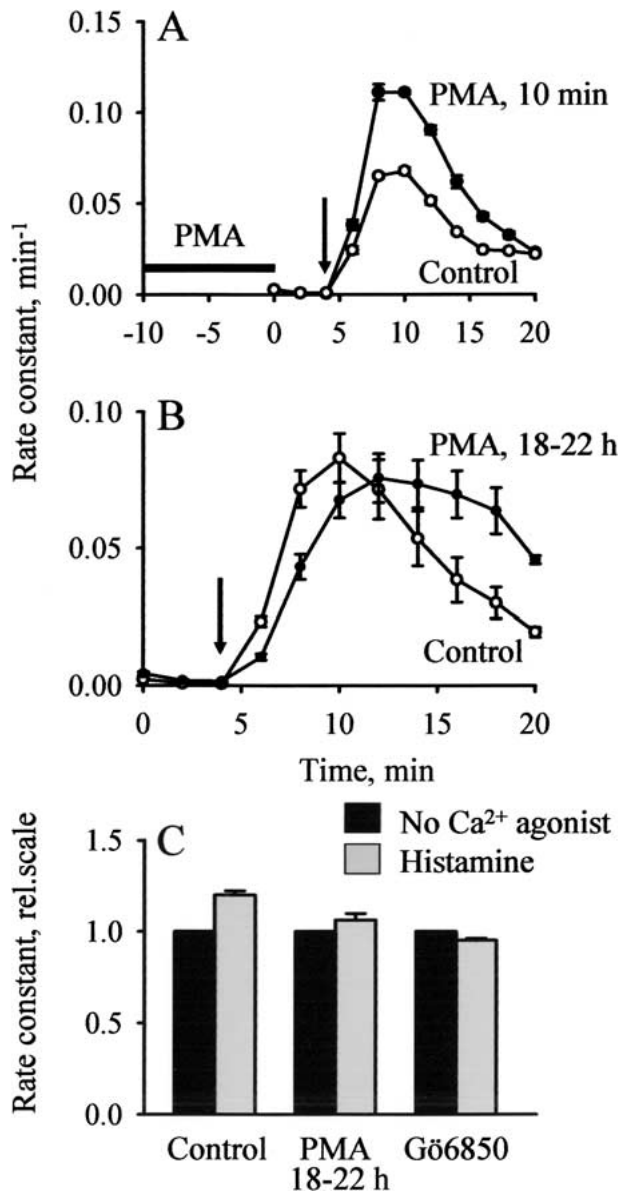 A
0.15
0.10
0.05
0.00
PMA, 10 min
PMA
Control
-10 -5 0 5 10 15 20
Rate constant, min-1
B
0.10
0.05
0.00
PMA, 18-22 h
Control
0 5 10 15 20
Time, min
No Ca2+ agonist
Histamine
C
1.5
1.0
0.5
0.0
Rate constant, rel.scale
Control PMA Gö6850
18-22 h